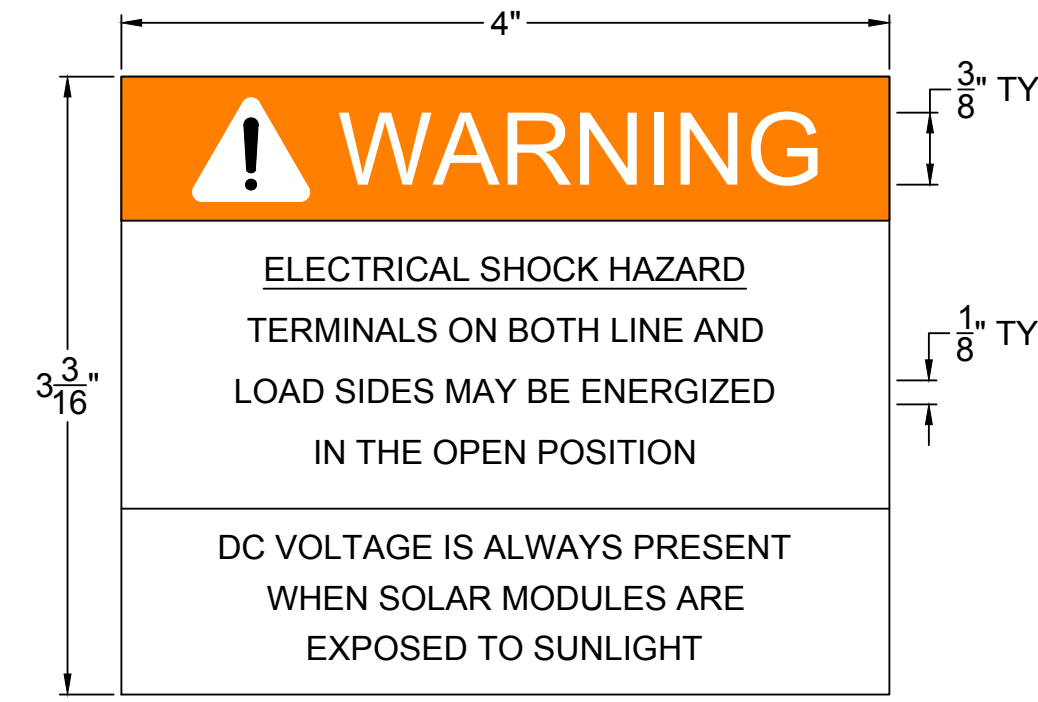 4"
WARNING
3/8" TY
ELECTRICAL SHOCK HAZARD
TERMINALS ON BOTH LINE AND
1/8" TY
LOAD SIDES MAY BE ENERGIZED
3 3/16"
IN THE OPEN POSITION
DC VOLTAGE IS ALWAYS PRESENT
WHEN SOLAR MODULES ARE
EXPOSED TO SUNLIGHT